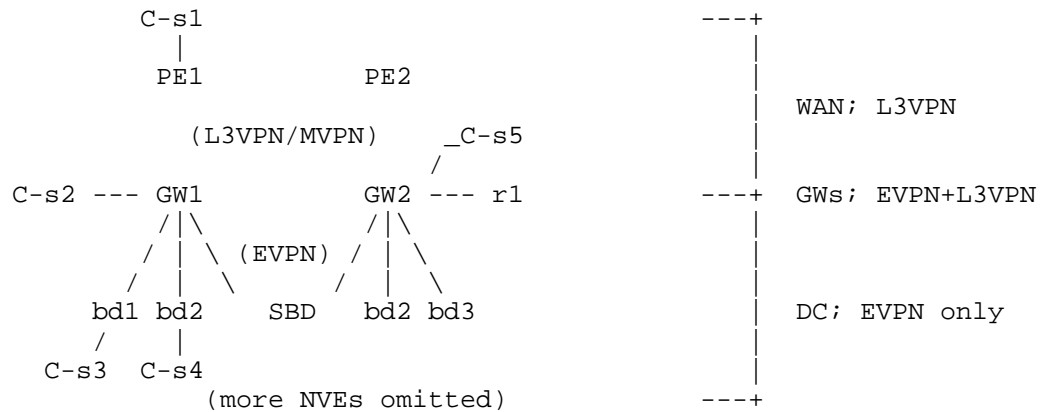 C-s1 ---+
PE1 PE2
WAN; L3VPN
(L3VPN/MVPN) _C-s5
C-s2 --- GW1 GW2 --- r1 ---+ GWs; EVPN+L3VPN
(EVPN)
bd1 bd2 SBD bd2 bd3 DC; EVPN only
C-s3 C-s4
(more NVEs omitted) ---+